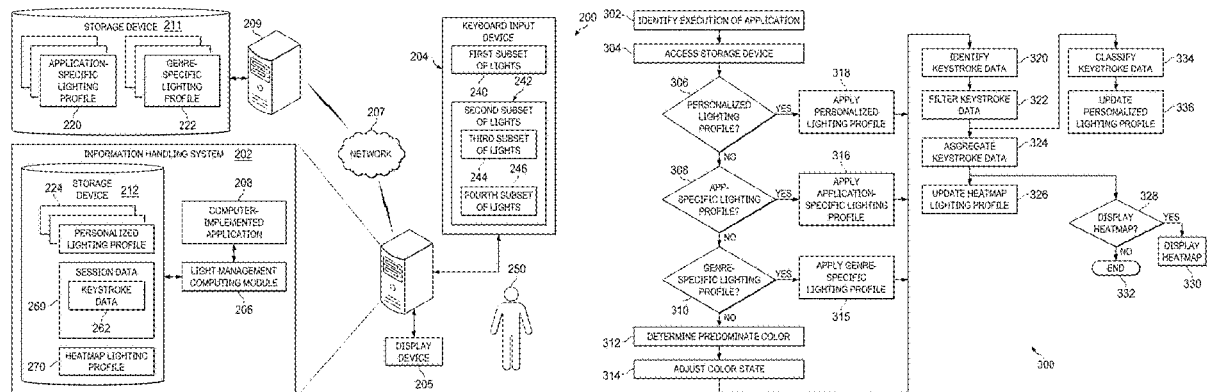 STORAGE DEVICE 211
APPLICATION-
SPECIFIC
LIGHTING
PROFILE
220
GENRE-
SPECIFIC
LIGHTING
PROFILE
222
209
207
NETWORK
204
KEYBOARD INPUT
DEVICE
FIRST SUBSET
OF LIGHTS
240
242
SECOND SUBSET
OF LIGHTS
THIRD SUBSET
OF LIGHTS
244
246
FOURTH SUBSET
OF LIGHTS
200
INFORMATION HANDLING SYSTEM 202
STORAGE
DEVICE 212
224
PERSONALIZED
LIGHTING PROFILE
SESSION DATA
KEYSTROKE
DATA
260
262
270
HEATMAP LIGHTING
PROFILE
208
COMPUTER-
IMPLEMENTED
APPLICATION
LIGHT MANAGEMENT
COMPUTING MODULE
206
250
DISPLAY
DEVICE
205
302
IDENTIFY EXECUTION OF APPLICATION
304
ACCESS STORAGE DEVICE
306
PERSONALIZED
LIGHTING
PROFILE?
YES
318
APPLY
PERSONALIZED
LIGHTING PROFILE
NO
308
APP-
SPECIFIC LIGHTING
PROFILE?
YES
316
APPLY
APPLICATION-
SPECIFIC LIGHTING
PROFILE
NO
GENRE-
SPECIFIC LIGHTING
PROFILE?
310
YES
APPLY GENRE-
SPECIFIC
LIGHTING PROFILE
315
NO
312
DETERMINE PREDOMINATE COLOR
314
ADJUST COLOR STATE
IDENTIFY
KEYSTROKE DATA
320
FILTER KEYSTROKE
DATA
322
AGGREGATE
KEYSTROKE DATA
324
UPDATE HEATMAP
LIGHTING PROFILE
326
CLASSIFY
KEYSTROKE DATA
334
UPDATE
PERSONALIZED
LIGHTING PROFILE
336
328
DISPLAY
HEATMAP?
YES
DISPLAY
HEATMAP
330
NO
END
332
300